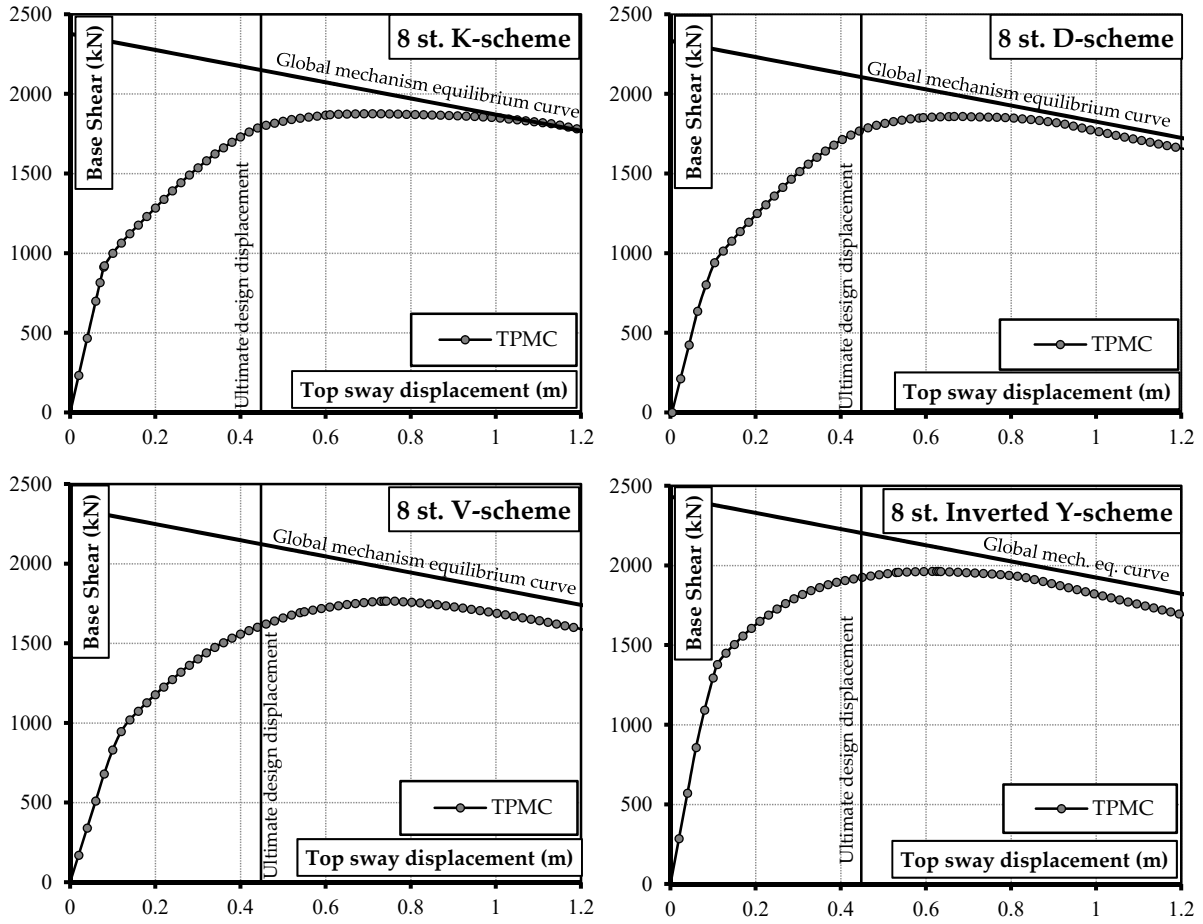 8 st. K-scheme
Base Shear (kN)
Global mechanism equilibrium curve
Ultimate design displacement
TPMC
Top sway displacement (m)
2500
2000
1500
1000
500
0
0 0.2 0.4 0.6 0.8 1 1.2
8 st. D-scheme
Base Shear (kN)
Global mechanism equilibrium curve
Ultimate design displacement
TPMC
Top sway displacement (m)
2500
2000
1500
1000
500
0
0 0.2 0.4 0.6 0.8 1 1.2
8 st. V-scheme
Base Shear (kN)
Global mechanism equilibrium curve
Ultimate design displacement
TPMC
Top sway displacement (m)
2500
2000
1500
1000
500
0
0 0.2 0.4 0.6 0.8 1 1.2
8 st. Inverted Y-scheme
Base Shear (kN)
Global mech. eq. curve
Ultimate design displacement
TPMC
Top sway displacement (m)
2500
2000
1500
1000
500
0
0 0.2 0.4 0.6 0.8 1 1.2